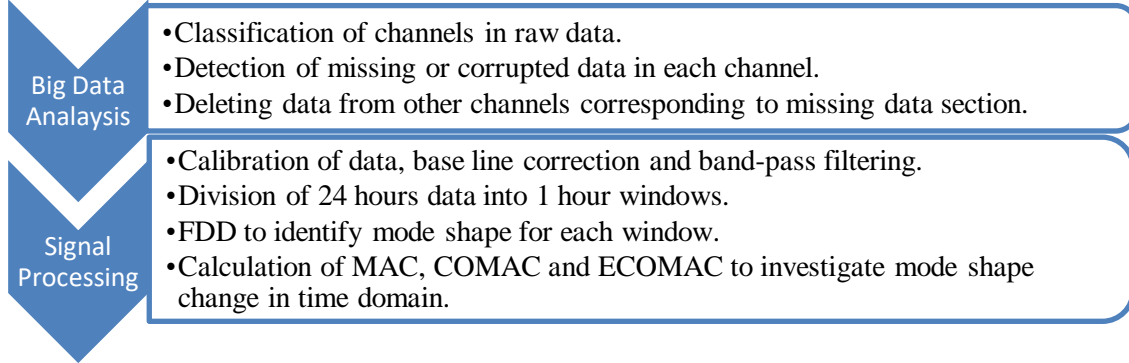 Big Data
Analaysis
•Classification of channels in raw data.
•Detection of missing or corrupted data in each channel.
•Deleting data from other channels corresponding to missing data section.
Signal
Processing
•Calibration of data, base line correction and band-pass filtering.
•Division of 24 hours data into 1 hour windows.
•FDD to identify mode shape for each window.
•Calculation of MAC, COMAC and ECOMAC to investigate mode shape
change in time domain.